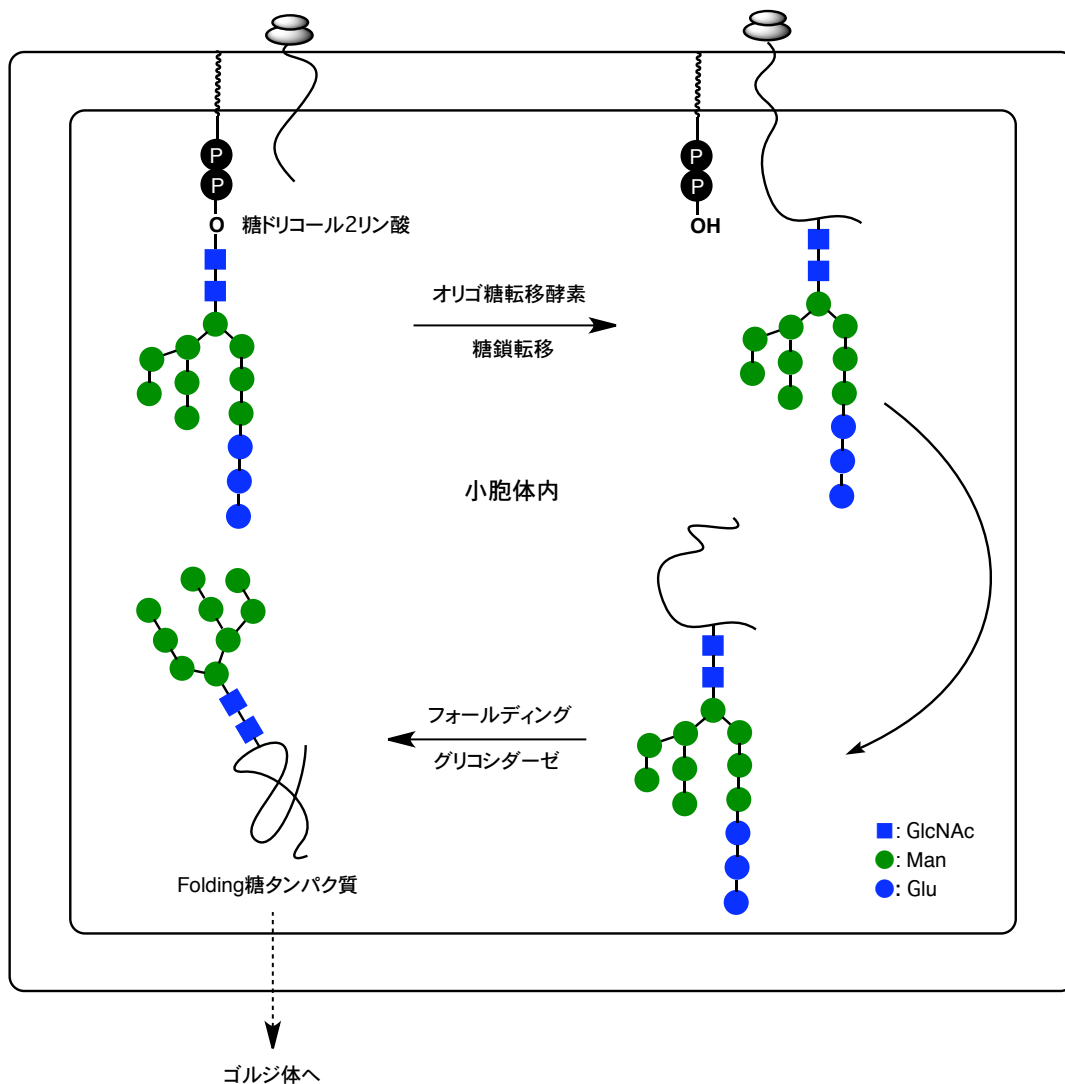 P
P
O 糖ドリコール2リン酸
P
P
OH
オリゴ糖転移酵素
糖鎖転移
小胞体内
フォールディング
グリコシダーゼ
: GlcNAc
: Man
: Glu
Folding糖タンパク質
ゴルジ体へ